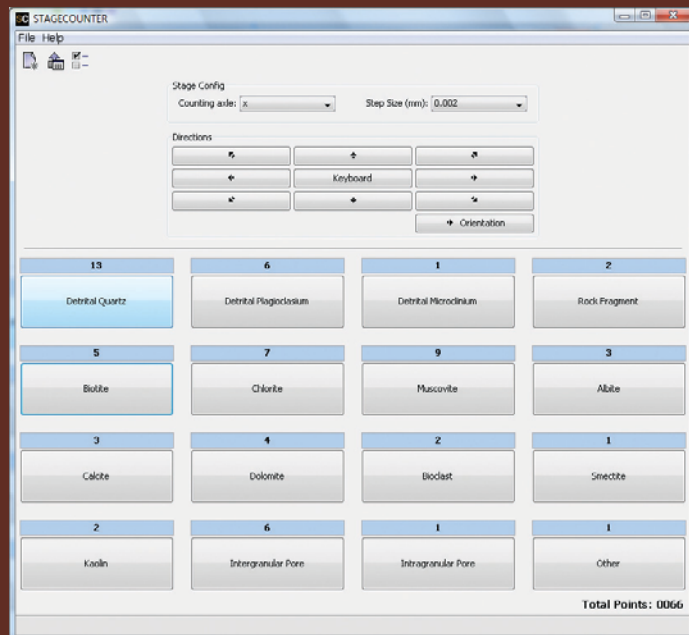 SC STAGECOUNTER
File Help
Stage Config
Counting axle: x Step Size (mm): 0.002
Directions
Keyboard
Orientation
13 6 1 2
Detrital Quartz Detrital Plagioclasium Detrital Microclinium Rock Fragment
5 7 9 3
Biotite Chlorite Muscovite Albite
3 4 2 1
Calcite Dolomite Bioclast Smectite
2 6 1 1
Kaolin Intergranular Pore Intragranular Pore Other
Total Points: 0066